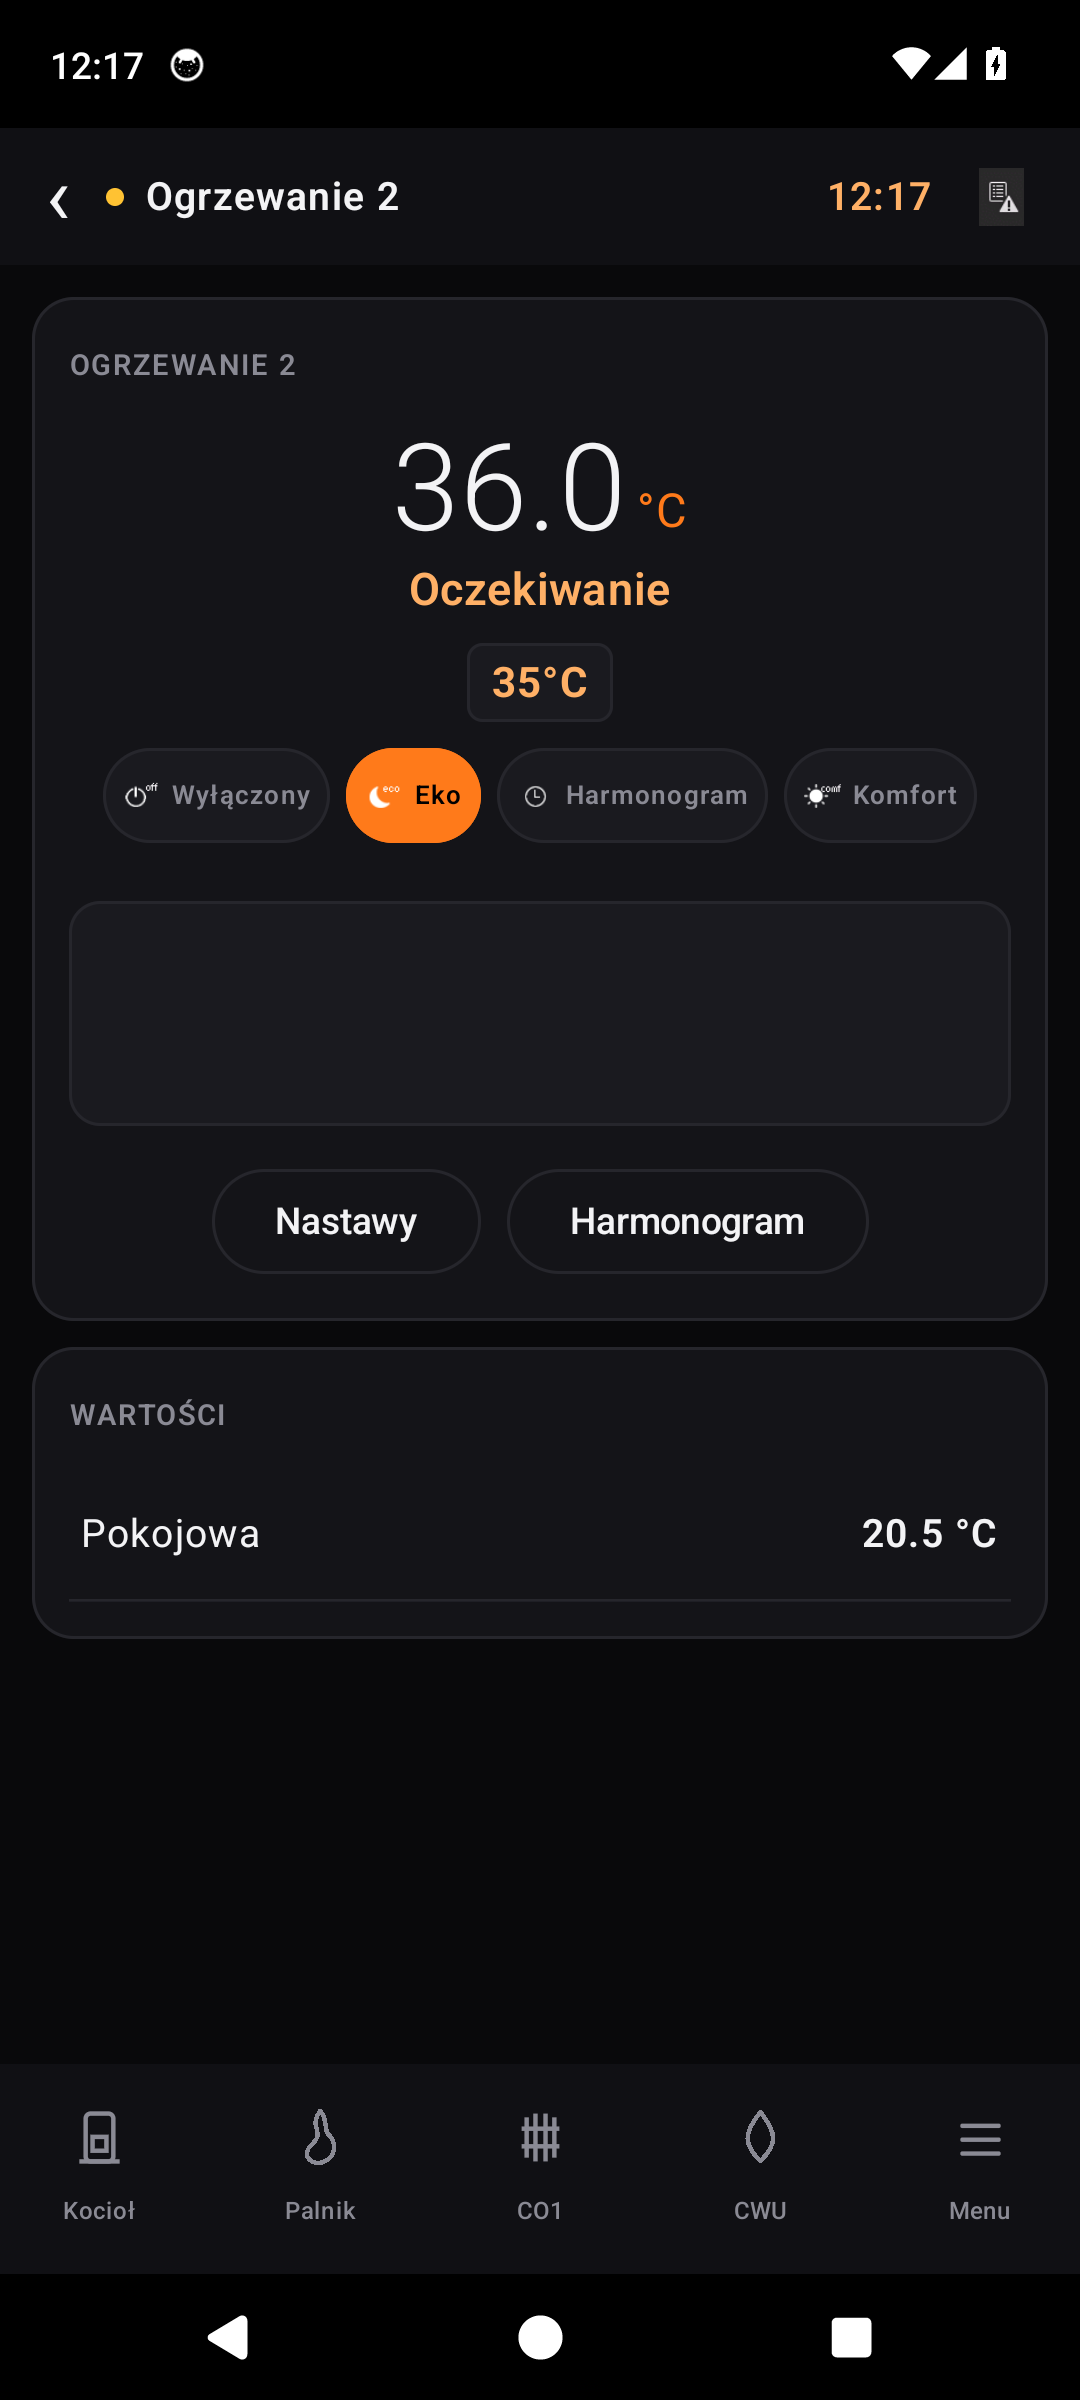 12:17
Ogrzewanie 2
12:17
OGRZEWANIE 2
36.0 °C
Oczekiwanie
35°C
off Wyłączony
eco Eko
Harmonogram
comf Komfort
Nastawy
Harmonogram
WARTOŚCI
Pokojowa 20.5 °C
Kocioł
Palnik
CO1
CWU
Menu